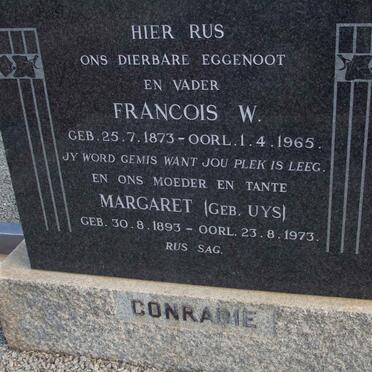 HIER RUS
ONS DIERBARE EGGENOOT
EN VADER
FRANCOIS W.
GEB. 25.7.1873 – OORL. 1.4.1965.
JY WORD GEMIS WANT JOU PLEK IS LEEG.
EN ONS MOEDER EN TANTE
MARGARET (GEB. UYS)
GEB. 30.8.1893 – OORL. 23.8.1973.
RUS SAG.
CONRADIE